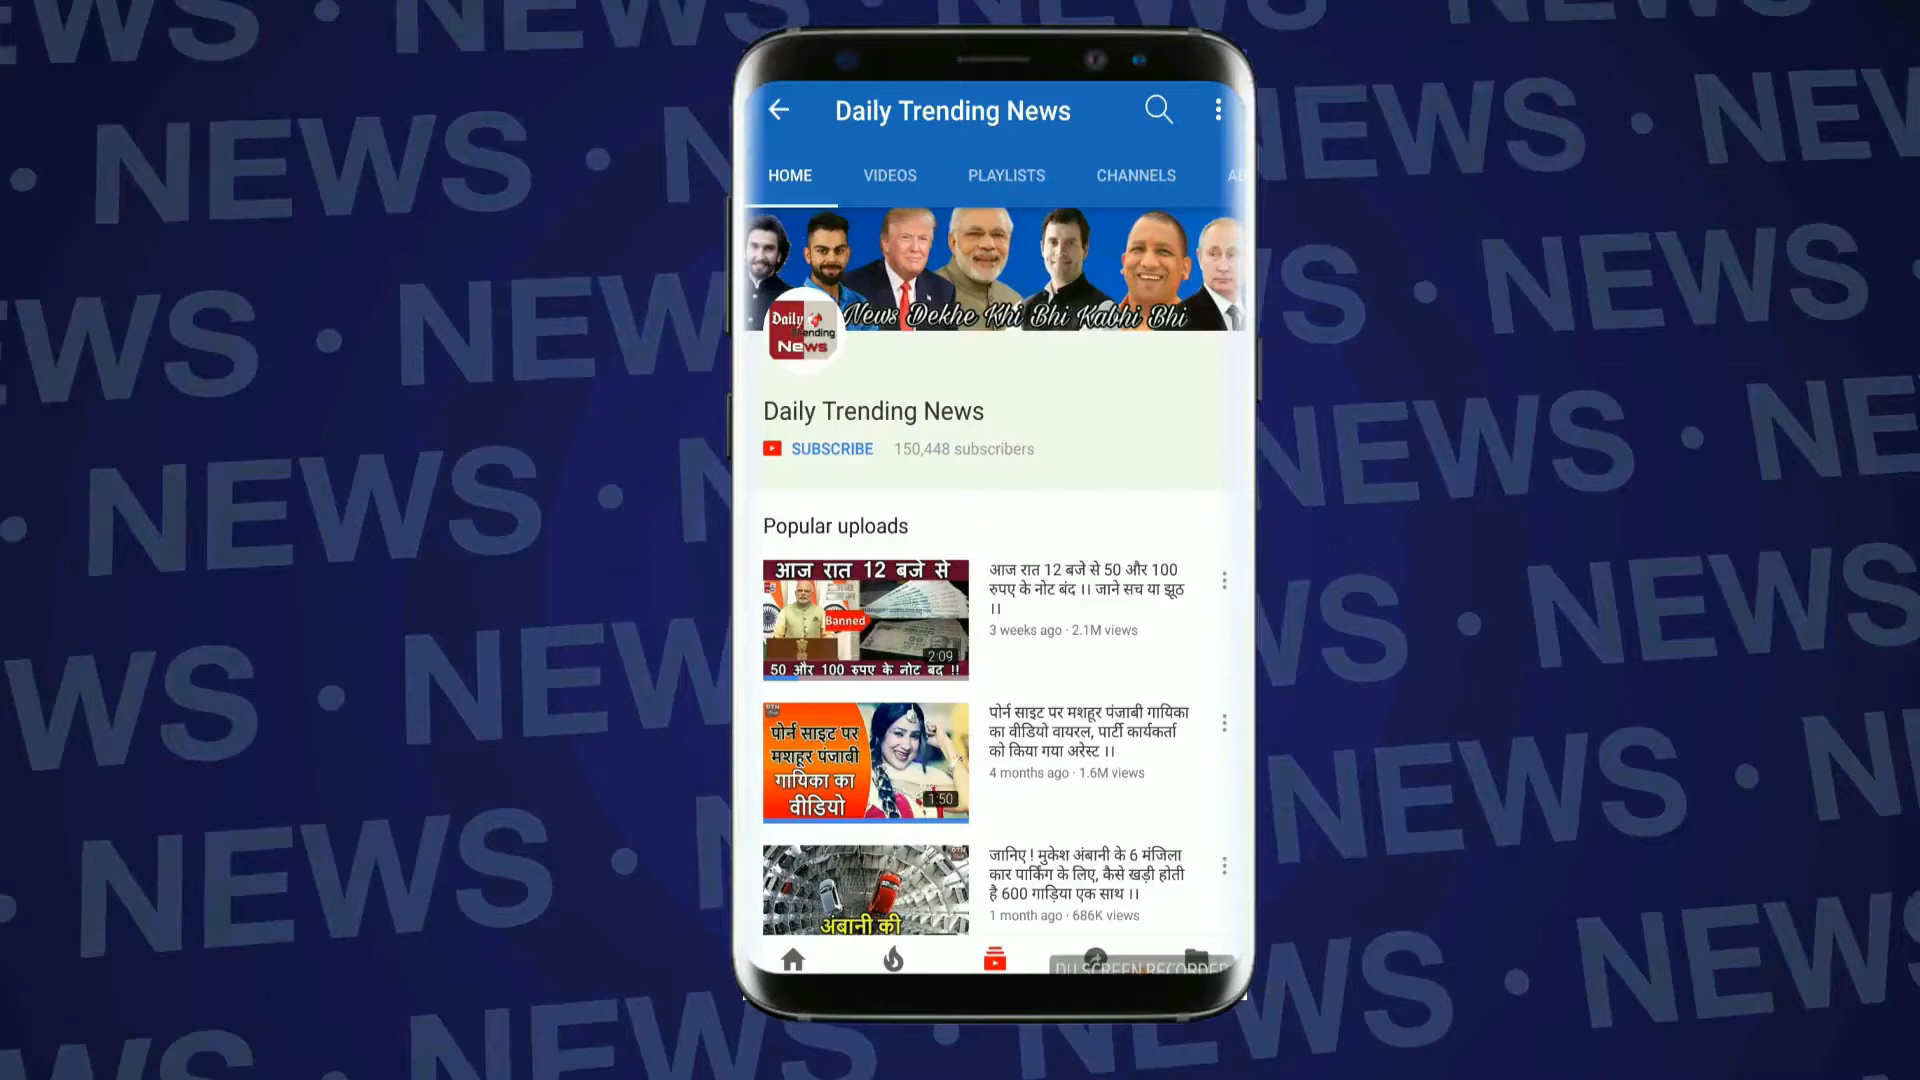 NEWS • NEWS • NEWS
Daily Trending News
HOME VIDEOS PLAYLISTS CHANNELS AB
News Dekhe Khi Bhi Kabhi Bhi
Daily
Trending
News
Daily Trending News
SUBSCRIBE 150,448 subscribers
Popular uploads
आज रात 12 बजे से
Banned
2:09
50 और 100 रुपए के नोट बंद !!
आज रात 12 बजे से 50 और 100
रुपए के नोट बंद ।। जाने सच या झूठ
।।
3 weeks ago · 2.1M views
DTN
पोर्न साइट पर
मशहूर पंजाबी
गायिका का
वीडियो
1:50
पोर्न साइट पर मशहूर पंजाबी गायिका
का वीडियो वायरल, पार्टी कार्यकर्ता
को किया गया अरेस्ट ।।
4 months ago · 1.6M views
DTN
अंबानी की
जानिए ! मुकेश अंबानी के 6 मंजिला
कार पार्किंग के लिए, कैसे खड़ी होती
है 600 गाड़िया एक साथ ।।
1 month ago · 686K views
DU SCREEN RECORDER